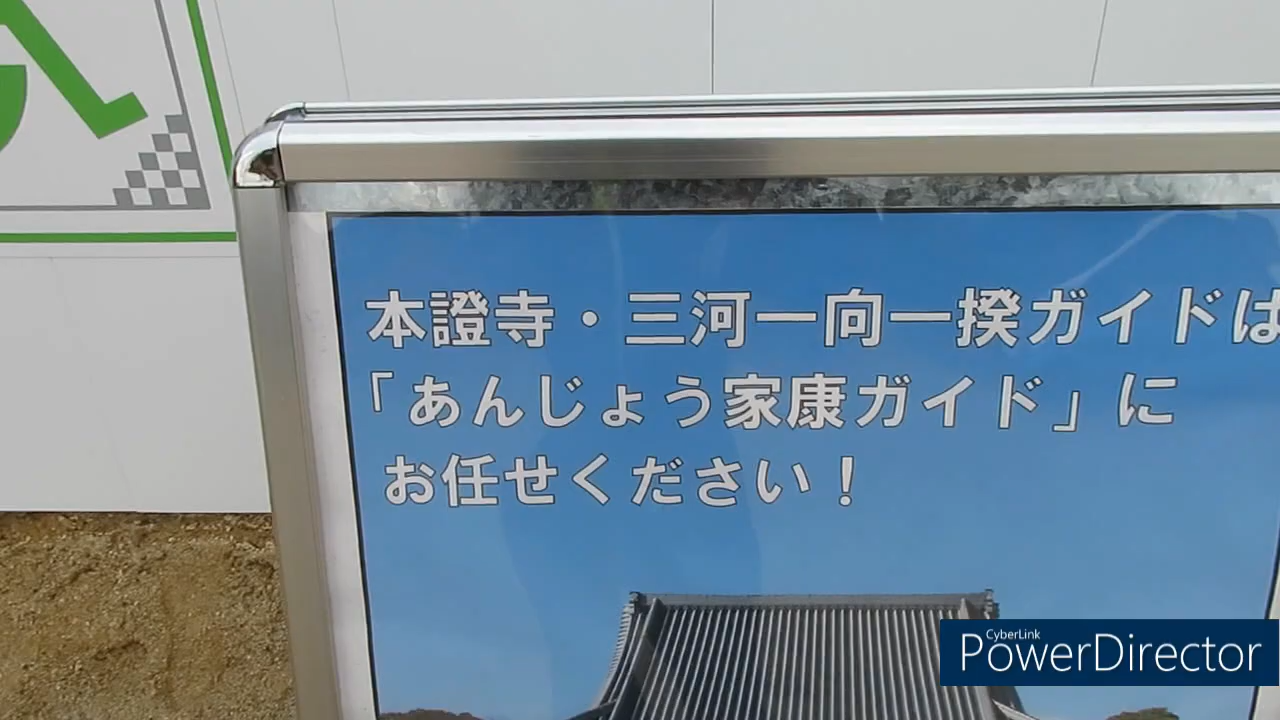 本證寺・三河一向一揆ガイドは
「あんじょう家康ガイド」に
お任せください！
CyberLink
PowerDirector